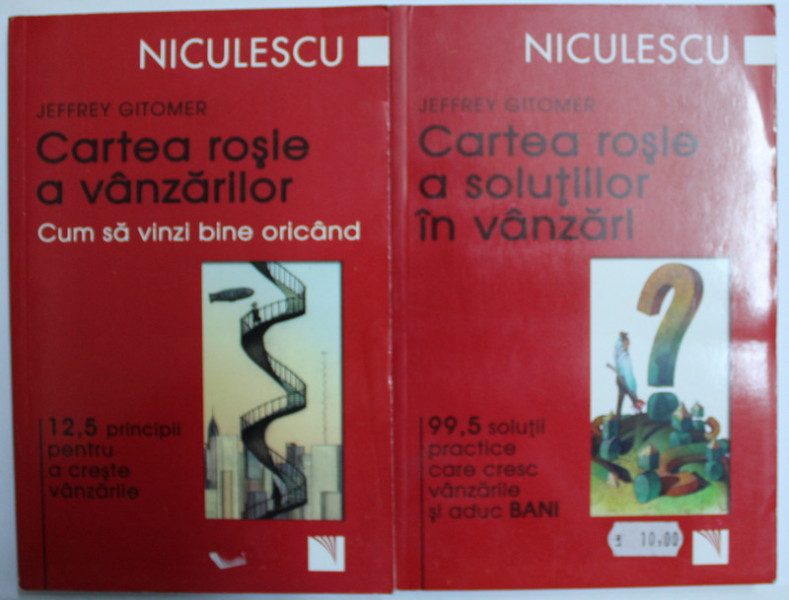 NICULESCU
JEFFREY GITOMER
Cartea roșie
a vânzărilor
Cum să vinzi bine oricând
12,5 principii
pentru
a crește
vânzările
NICULESCU
JEFFREY GITOMER
Cartea roșie
a soluțiilor
în vânzări
99,5 soluții
practice
care cresc
vânzările
și aduc BANI
10,00